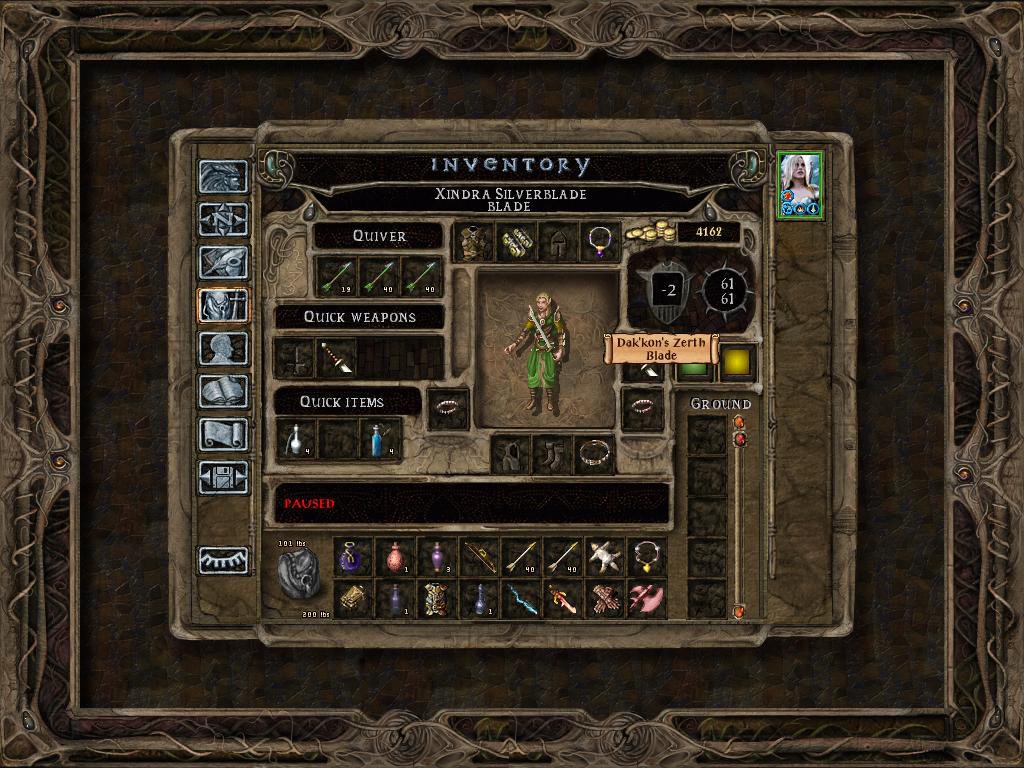 INVENTORY
XINDRA SILVERBLADE
BLADE
QUIVER
4162
19
40
40
-2
61
61
QUICK WEAPONS
Dak'kon's Zerth
Blade
QUICK ITEMS
GROUND
4
4
PAUSED
101 lbs
1
3
40
40
200 lbs
1
1